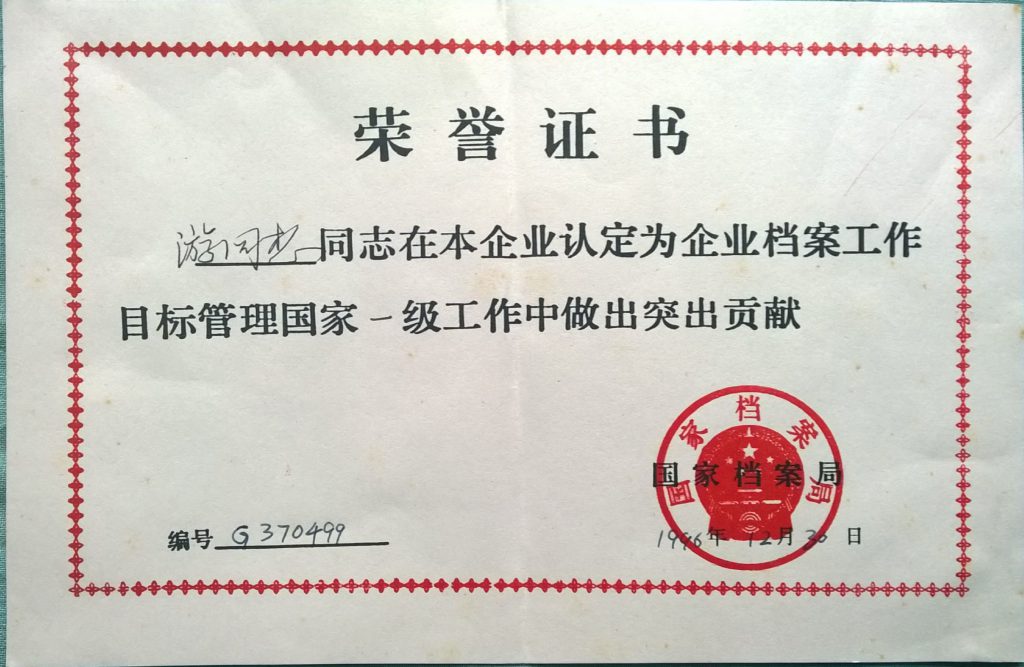 荣誉证书
游 同志在本企业认定为企业档案工作
目标管理国家一级工作中做出突出贡献
国家档案局
国家档案局
编号 G370499
1996年12月30日